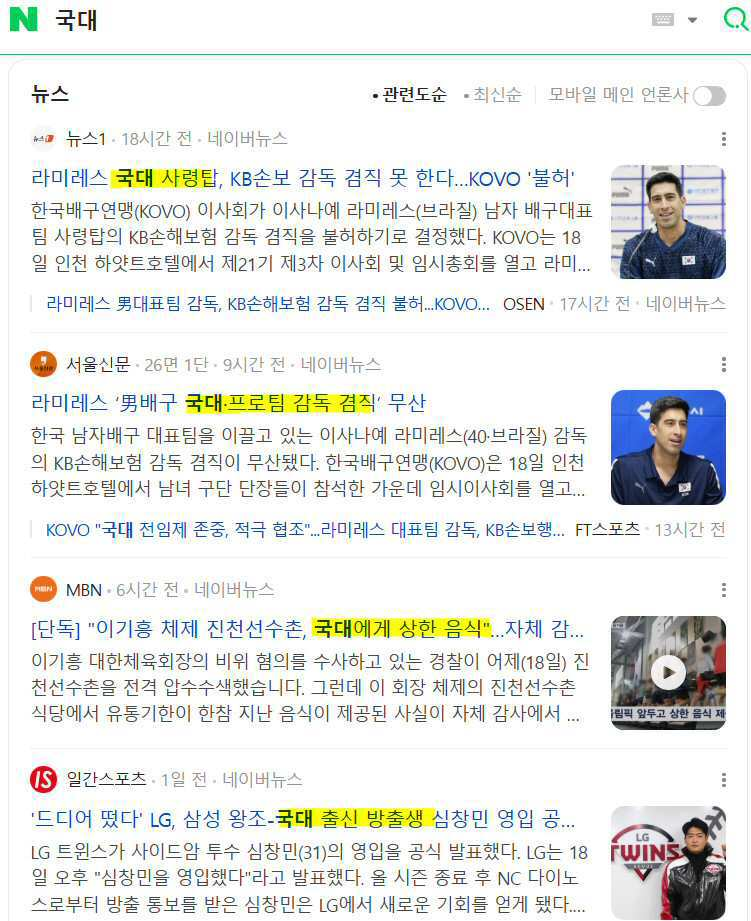 N 국대
뉴스 • 관련도순 • 최신순 모바일 메인 언론사
뉴스1 · 18시간 전 · 네이버뉴스
라미레스 국대 사령탑, KB손보 감독 겸직 못 한다…KOVO '불허'
한국배구연맹(KOVO) 이사회가 이사나예 라미레스(브라질) 남자 배구대표
팀 사령탑의 KB손해보험 감독 겸직을 불허하기로 결정했다. KOVO는 18
일 인천 하얏트호텔에서 제21기 제3차 이사회 및 임시총회를 열고 라미...
라미레스 男대표팀 감독, KB손해보험 감독 겸직 불허...KOVO... OSEN · 17시간 전 · 네이버뉴스
서울신문 · 26면 1단 · 9시간 전 · 네이버뉴스
라미레스 ‘男배구 국대·프로팀 감독 겸직’ 무산
한국 남자배구 대표팀을 이끌고 있는 이사나예 라미레스(40·브라질) 감독
의 KB손해보험 감독 겸직이 무산됐다. 한국배구연맹(KOVO)은 18일 인천
하얏트호텔에서 남녀 구단 단장들이 참석한 가운데 임시이사회를 열고...
KOVO "국대 전임제 존중, 적극 협조"...라미레스 대표팀 감독, KB손보행... FT스포츠 · 13시간 전
MBN · 6시간 전 · 네이버뉴스
[단독] "이기흥 체제 진천선수촌, 국대에게 상한 음식"…자체 감...
이기흥 대한체육회장의 비위 혐의를 수사하고 있는 경찰이 어제(18일) 진
천선수촌을 전격 압수수색했습니다. 그런데 이 회장 체제의 진천선수촌
식당에서 유통기한이 한참 지난 음식이 제공된 사실이 자체 감사에서 ...
림픽 앞두고 상한 음식 제
일간스포츠 · 1일 전 · 네이버뉴스
'드디어 떴다' LG, 삼성 왕조-국대 출신 방출생 심창민 영입 공...
LG 트윈스가 사이드암 투수 심창민(31)의 영입을 공식 발표했다. LG는 18
일 오후 "심창민을 영입했다"라고 발표했다. 올 시즌 종료 후 NC 다이노
스로부터 방출 통보를 받은 심창민은 LG에서 새로운 기회를 얻게 됐다....
LG
TWINS